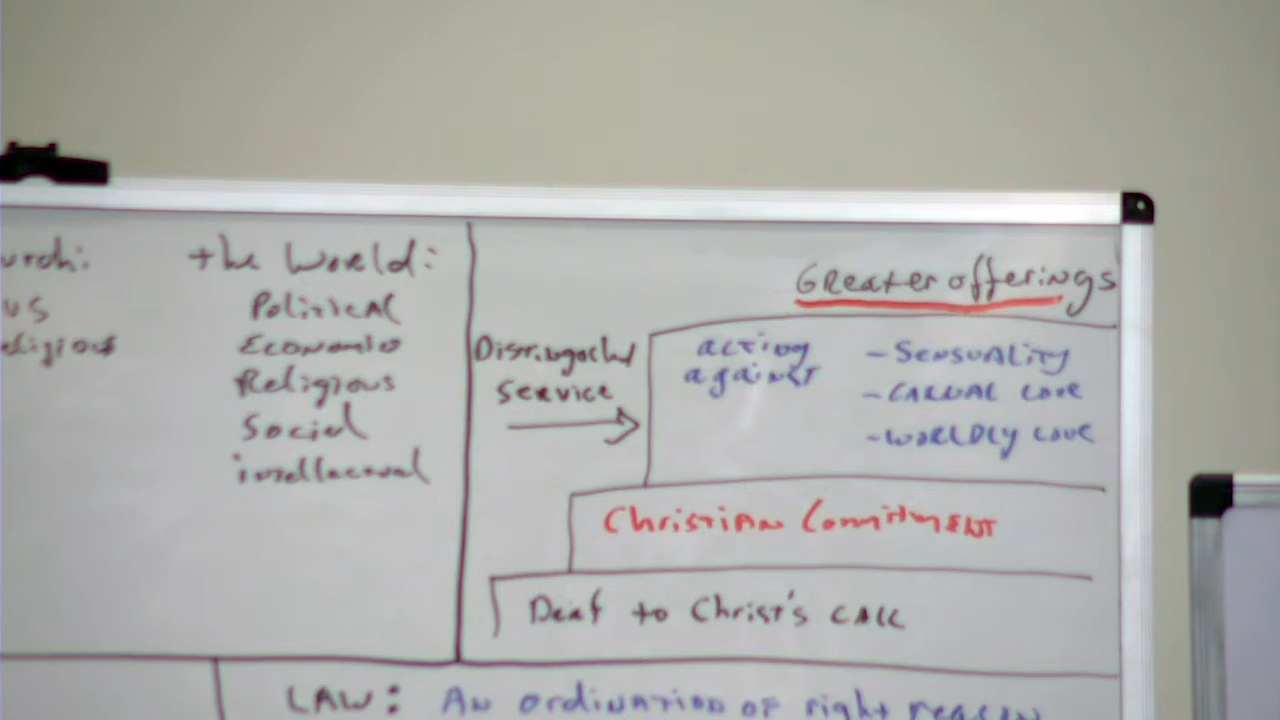 the World:
Political
Economic
Religious
Social
intellectual
Greater offerings
Distinguished
Service
acting
against
- SENSUALITY
- CARNAL LOVE
- WORLDLY LOVE
Christian Commitment
Deaf to Christ's CALL
LAW: An ordination of right reason